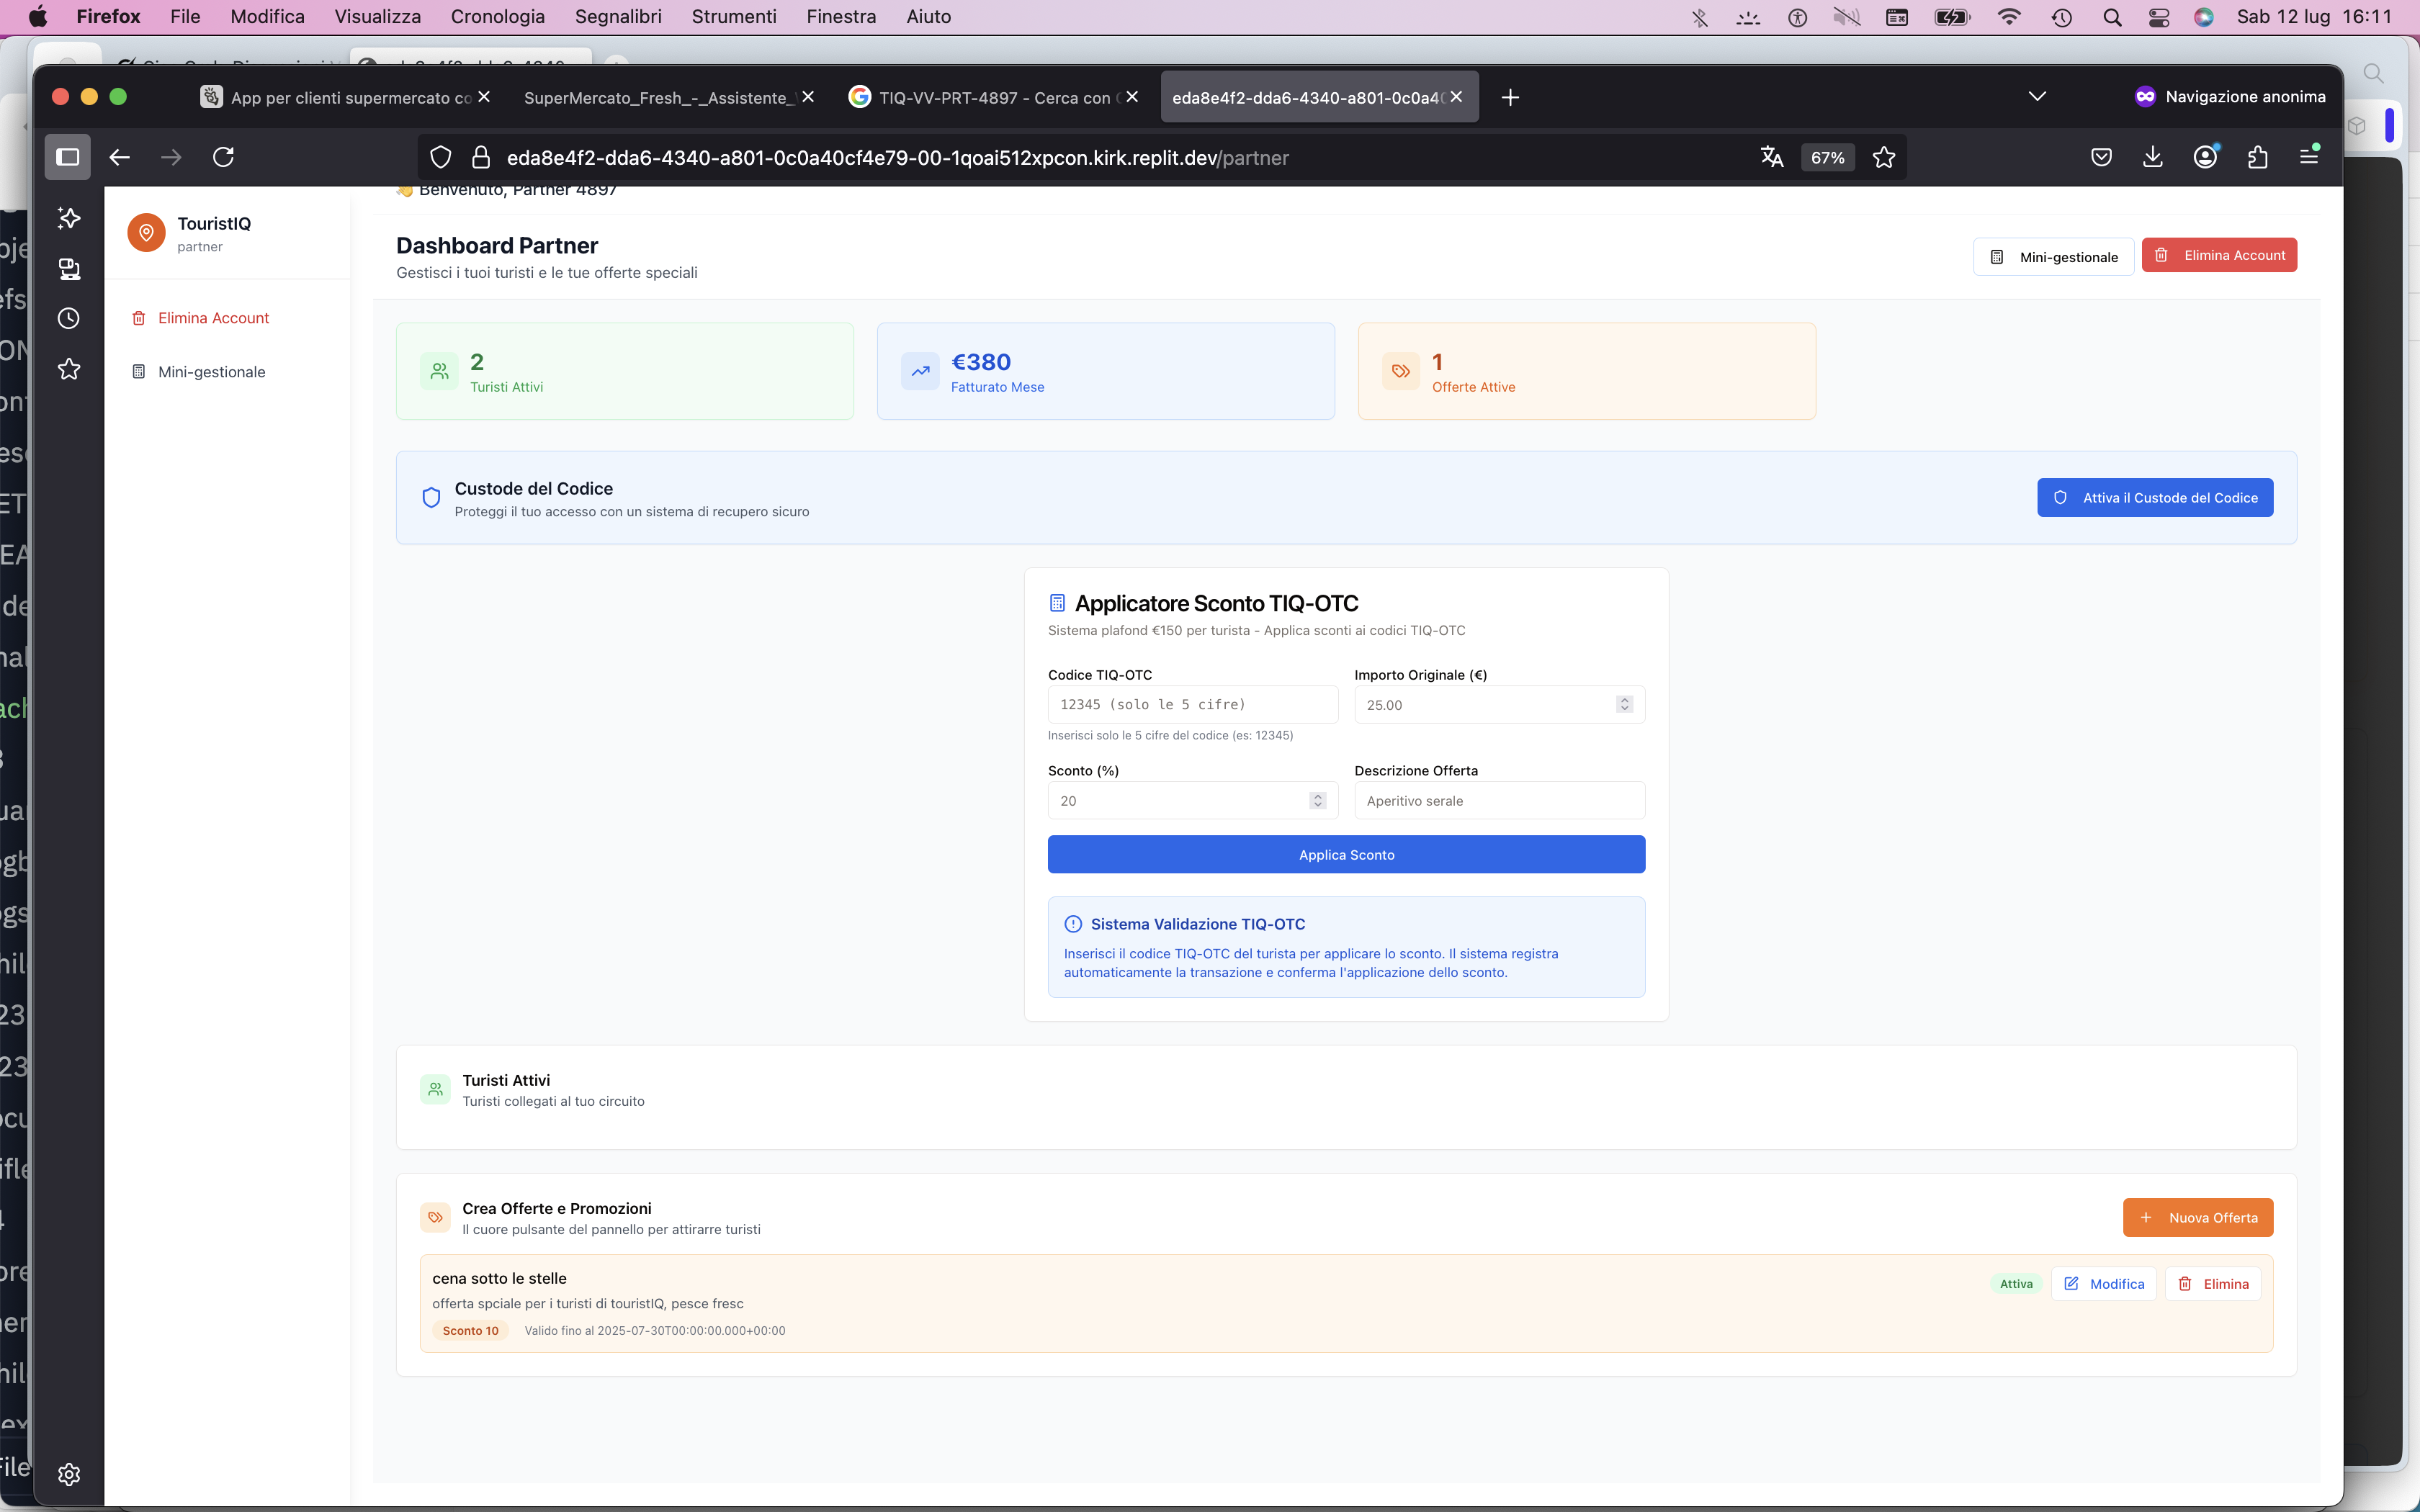 Firefox File Modifica Visualizza Cronologia Segnalibri Strumenti Finestra Aiuto Sab 12 lug 16:11
App per clienti supermercato co SuperMercato_Fresh_-_Assistente_ TIQ-VV-PRT-4897 - Cerca con eda8e4f2-dda6-4340-a801-0c0a40 Navigazione anonima
eda8e4f2-dda6-4340-a801-0c0a40cf4e79-00-1qoai512xpcon.kirk.replit.dev/partner 67%
Benvenuto, Partner 4897
TouristIQ
partner
Elimina Account
Mini-gestionale
Dashboard Partner
Gestisci i tuoi turisti e le tue offerte speciali
Mini-gestionale
Elimina Account
2
Turisti Attivi
€380
Fatturato Mese
1
Offerte Attive
Custode del Codice
Proteggi il tuo accesso con un sistema di recupero sicuro
Attiva il Custode del Codice
Applicatore Sconto TIQ-OTC
Sistema plafond €150 per turista - Applica sconti ai codici TIQ-OTC
Codice TIQ-OTC
12345 (solo le 5 cifre)
Inserisci solo le 5 cifre del codice (es: 12345)
Importo Originale (€)
25.00
Sconto (%)
20
Descrizione Offerta
Aperitivo serale
Applica Sconto
Sistema Validazione TIQ-OTC
Inserisci il codice TIQ-OTC del turista per applicare lo sconto. Il sistema registra
automaticamente la transazione e conferma l'applicazione dello sconto.
Turisti Attivi
Turisti collegati al tuo circuito
Crea Offerte e Promozioni
Il cuore pulsante del pannello per attirarre turisti
Nuova Offerta
cena sotto le stelle
offerta spciale per i turisti di touristIQ, pesce fresc
Sconto 10 Valido fino al 2025-07-30T00:00:00.000+00:00
Attiva
Modifica
Elimina